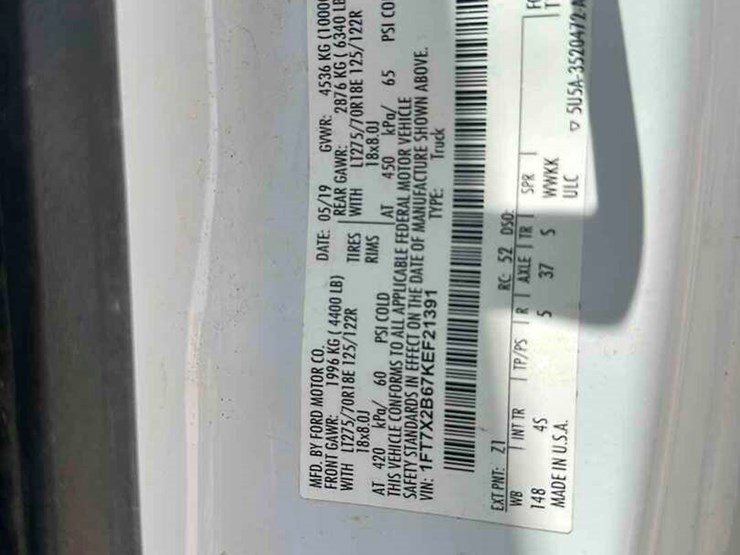 MFD. BY FORD MOTOR CO.
DATE: 05/19 GVWR: 4536 KG (10000
FRONT GAWR: 1996 KG ( 4400 LB) REAR GAWR: 2876 KG ( 6340 LB
WITH LT275/70R18E 125/122R TIRES WITH LT275/70R18E 125/122R
18x8.0J RIMS 18x8.0J
AT 420 kPa/ 60 PSI COLD AT 450 kPa/ 65 PSI CO
THIS VEHICLE CONFORMS TO ALL APPLICABLE FEDERAL MOTOR VEHICLE
SAFETY STANDARDS IN EFFECT ON THE DATE OF MANUFACTURE SHOWN ABOVE.
VIN: 1FT7X2B67KEF21391 TYPE: Truck
EXT PNT: Z1 RC: 52 DSO:
WB INT TR TP/PS R AXLE TR SPR
148 4S 5 37 S WWKK
MADE IN U.S.A. ULC
5U5A-3520472-A